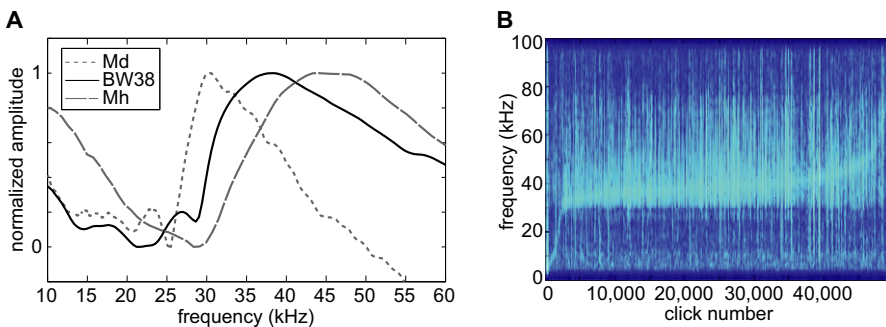 A
normalized amplitude
1
0
Md
BW38
Mh
10 15 20 25 30 35 40 45 50 55 60
frequency (kHz)
B
frequency (kHz)
100
80
60
40
20
0
0 10,000 20,000 30,000 40,000
click number